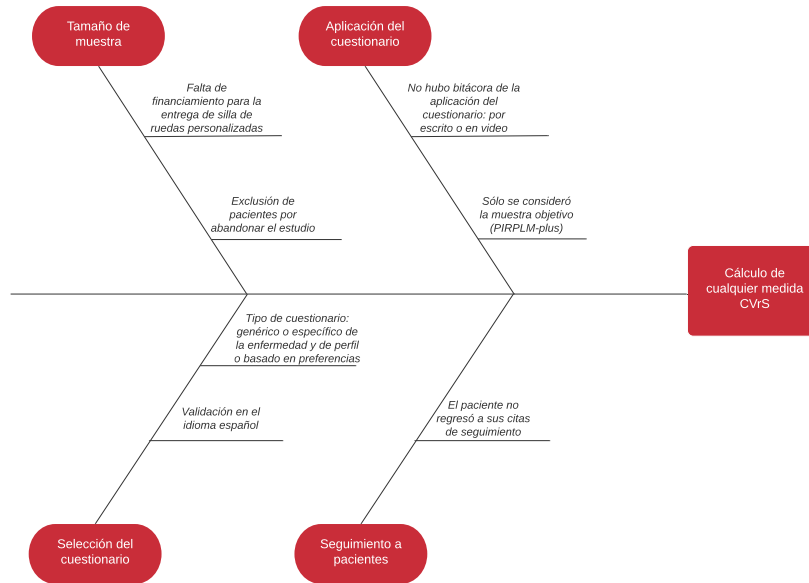 Tamaño de
muestra
Aplicación del
cuestionario
Falta de
financiamiento para la
entrega de silla de
ruedas personalizadas
No hubo bitácora de la
aplicación del
cuestionario: por
escrito o en video
Exclusión de
pacientes por
abandonar el estudio
Sólo se consideró
la muestra objetivo
(PIRPLM-plus)
Cálculo de
cualquier medida
CVrS
Tipo de cuestionario:
genérico o específico de
la enfermedad y de perfil
o basado en preferencias
Validación en el
idioma español
El paciente no
regresó a sus citas
de seguimiento
Selección del
cuestionario
Seguimiento a
pacientes